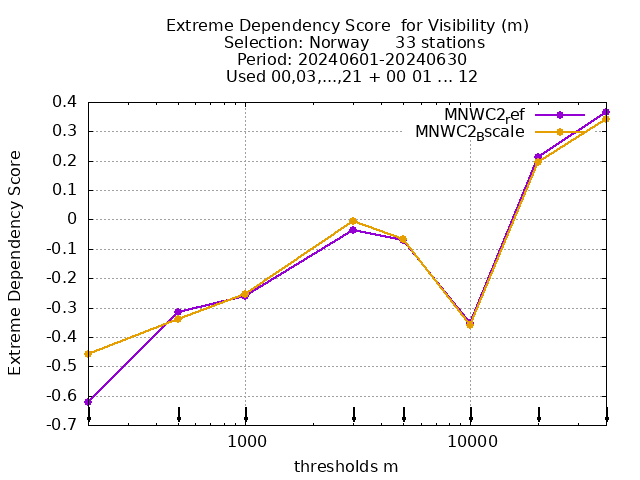 Extreme Dependency Score  for Visibility (m)
Selection: Norway     33 stations
Period: 20240601-20240630
Used 00,03,...,21 + 00 01 ... 12
MNWC2ref
MNWC2Bscale
0.4
0.3
0.2
0.1
0
-0.1
-0.2
-0.3
-0.4
-0.5
-0.6
-0.7
Extreme Dependency Score
1000 10000
thresholds m